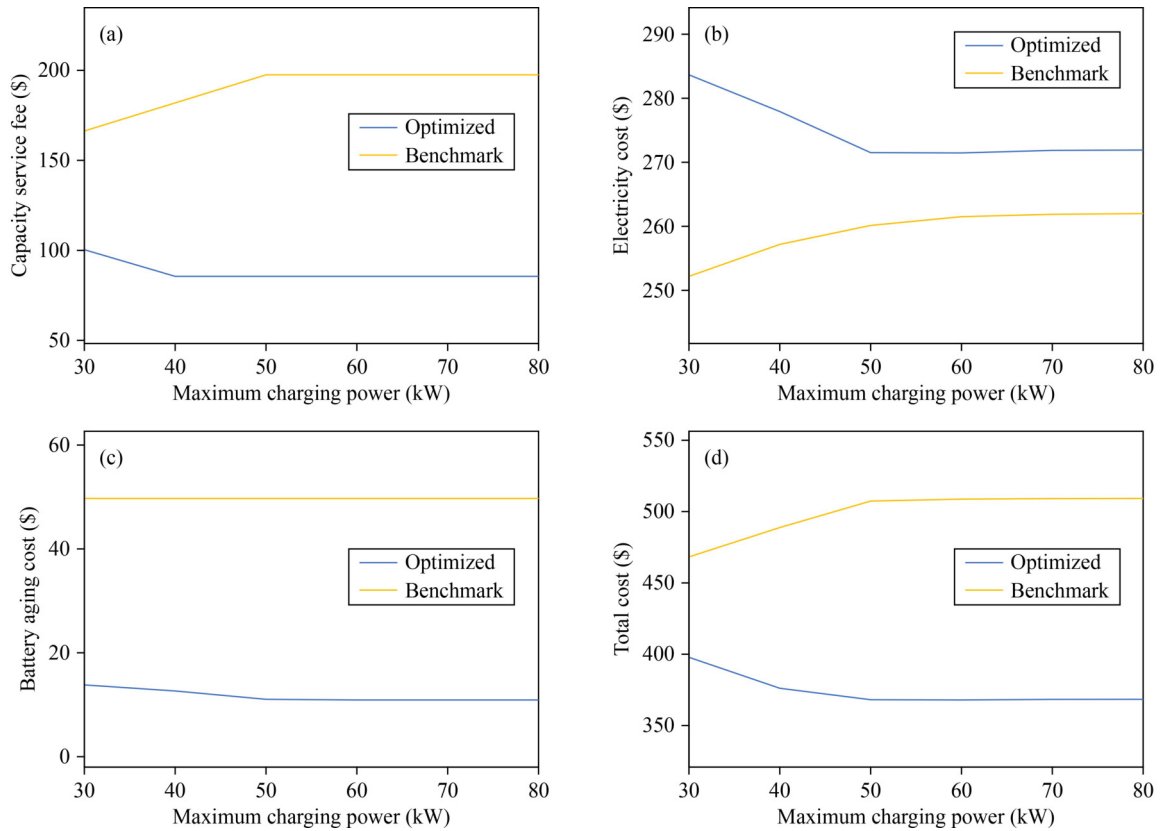 (a)
Capacity service fee ($)
200
150
100
50
Optimized
Benchmark
30 40 50 60 70 80
Maximum charging power (kW)
(b)
Electricity cost ($)
290
280
270
260
250
Optimized
Benchmark
30 40 50 60 70 80
Maximum charging power (kW)
(c)
Battery aging cost ($)
60
40
20
0
Optimized
Benchmark
30 40 50 60 70 80
Maximum charging power (kW)
(d)
Total cost ($)
550
500
450
400
350
Optimized
Benchmark
30 40 50 60 70 80
Maximum charging power (kW)